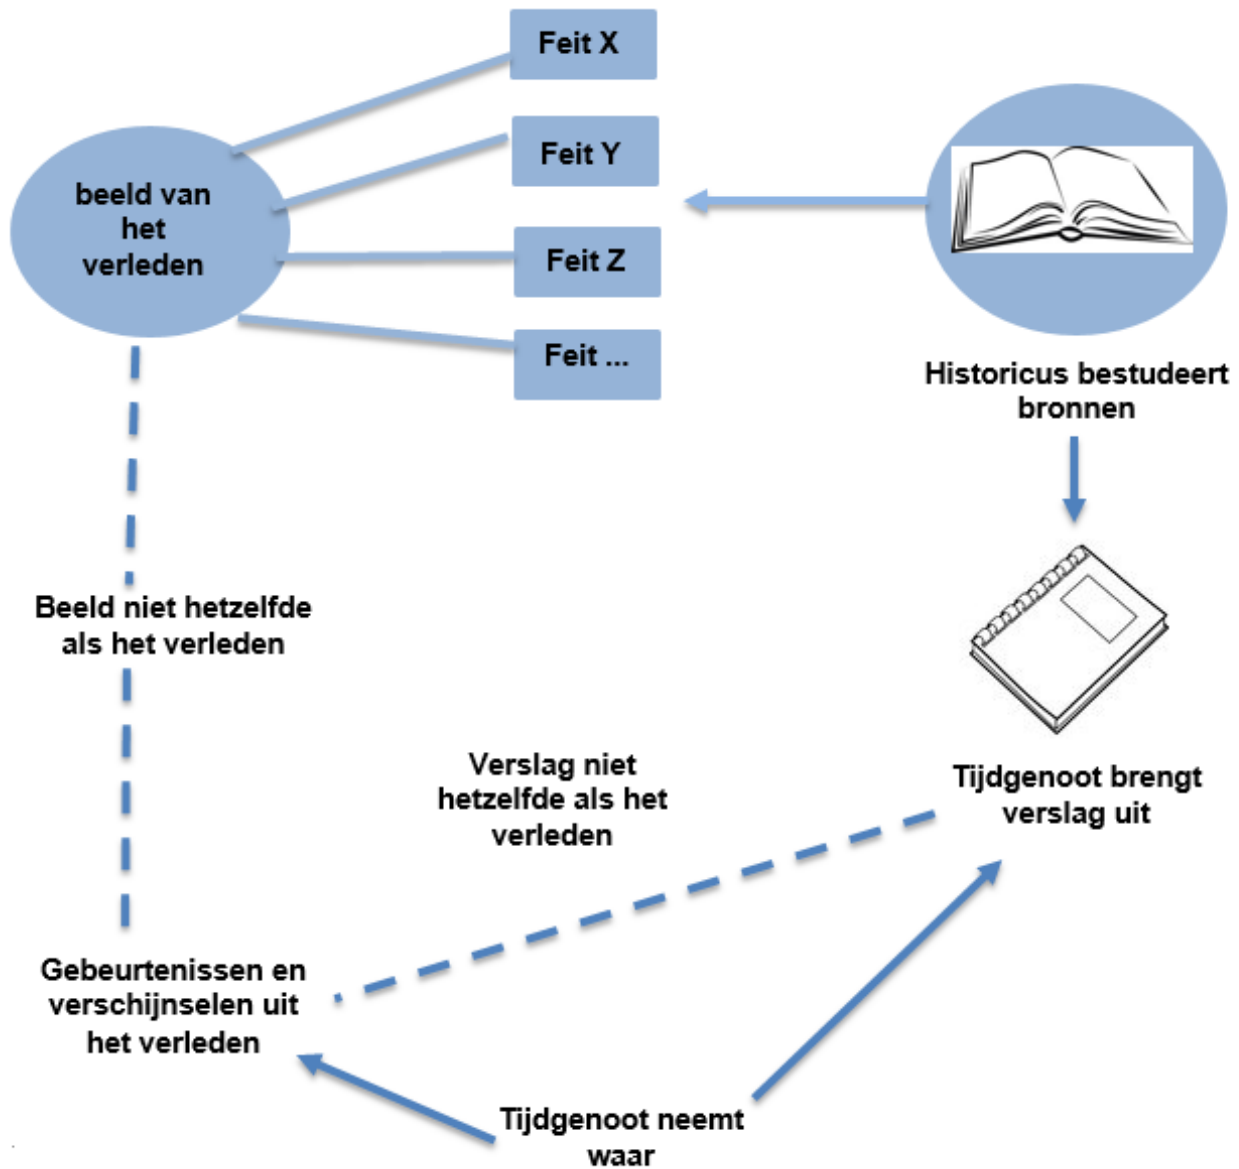 Feit X
Feit Y
beeld van
het
verleden
Feit Z
Feit ...
Historicus bestudeert
bronnen
Beeld niet hetzelfde
als het verleden
Verslag niet
hetzelfde als het
verleden
Tijdgenoot brengt
verslag uit
Gebeurtenissen en
verschijnselen uit
het verleden
Tijdgenoot neemt
waar